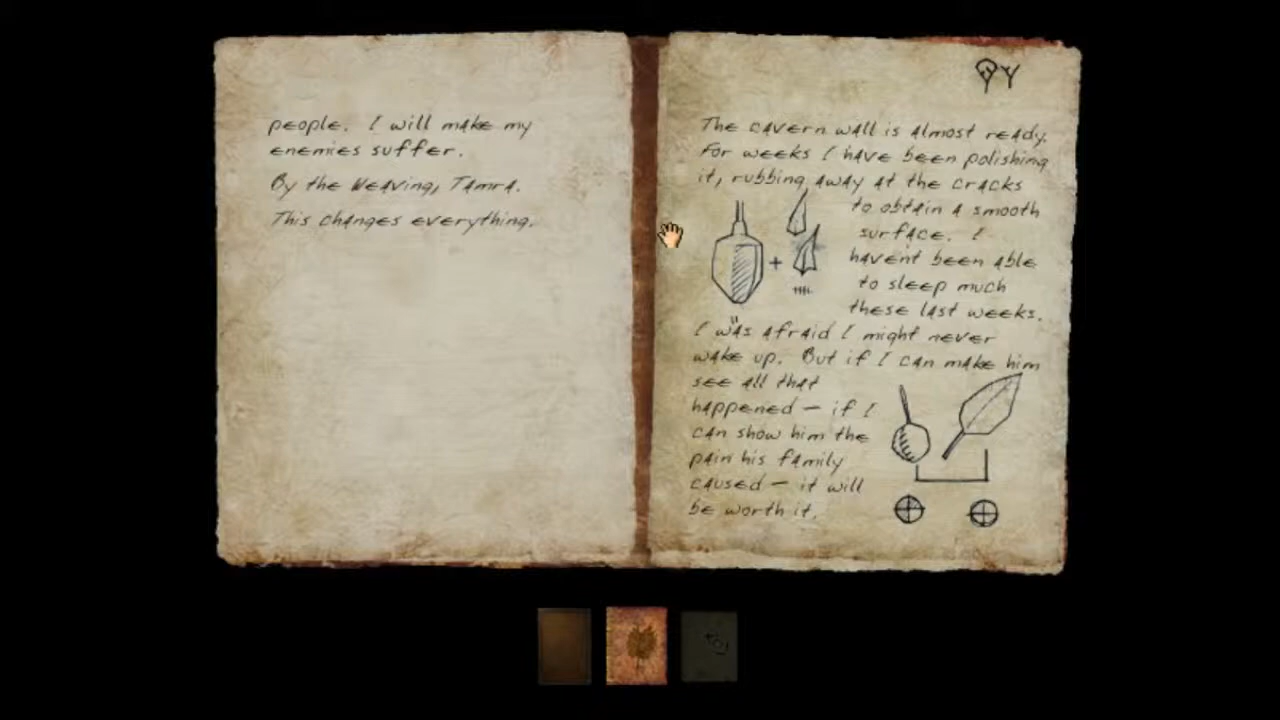 people. I will make my
enemies suffer.
By the Weaving, Tamra.
This changes everything.
The cavern wall is almost ready.
For weeks I have been polishing
it, rubbing away at the cracks
to obtain a smooth
surface. I
haven't been able
to sleep much
these last weeks.
I was afraid I might never
wake up. But if I can make him
see all that
happened — if I
can show him the
pain his family
caused — it will
be worth it.